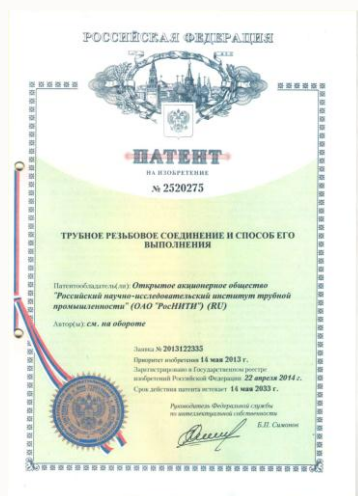 РОССИЙСКАЯ ФЕДЕРАЦИЯ
ПАТЕНТ
НА ИЗОБРЕТЕНИЕ
№ 2520275
ТРУБНОЕ РЕЗЬБОВОЕ СОЕДИНЕНИЕ И СПОСОБ ЕГО
ВЫПОЛНЕНИЯ
Патентообладатель(ли): Открытое акционерное общество
"Российский научно-исследовательский институт трубной
промышленности" (ОАО "РосНИТИ") (RU)
Автор(ы): см. на обороте
Заявка № 2013122335
Приоритет изобретения 14 мая 2013 г.
Зарегистрировано в Государственном реестре
изобретений Российской Федерации 22 апреля 2014 г.
Срок действия патента истекает 14 мая 2033 г.
Руководитель Федеральной службы
по интеллектуальной собственности
Б.П. Симонов